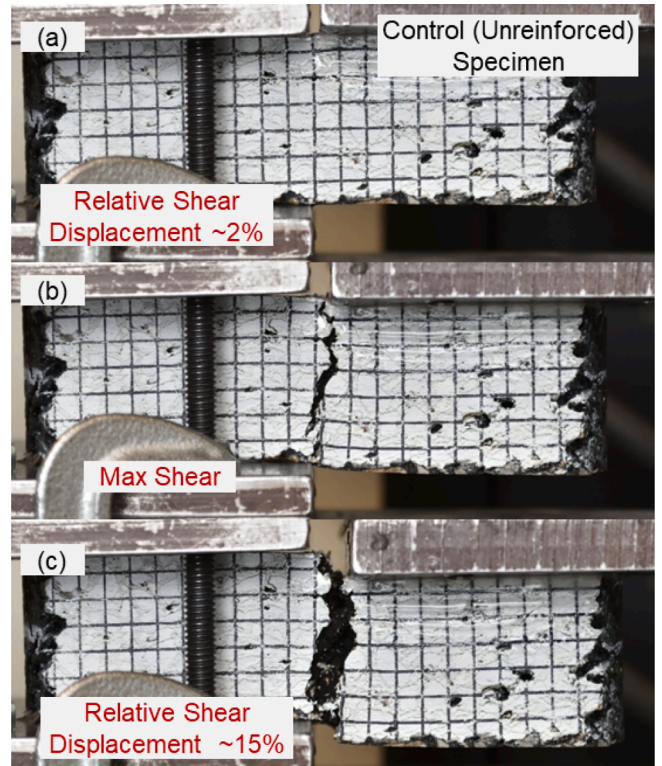 (a)
Control (Unreinforced)
Specimen
Relative Shear
Displacement ~2%
(b)
Max Shear
(c)
Relative Shear
Displacement ~15%